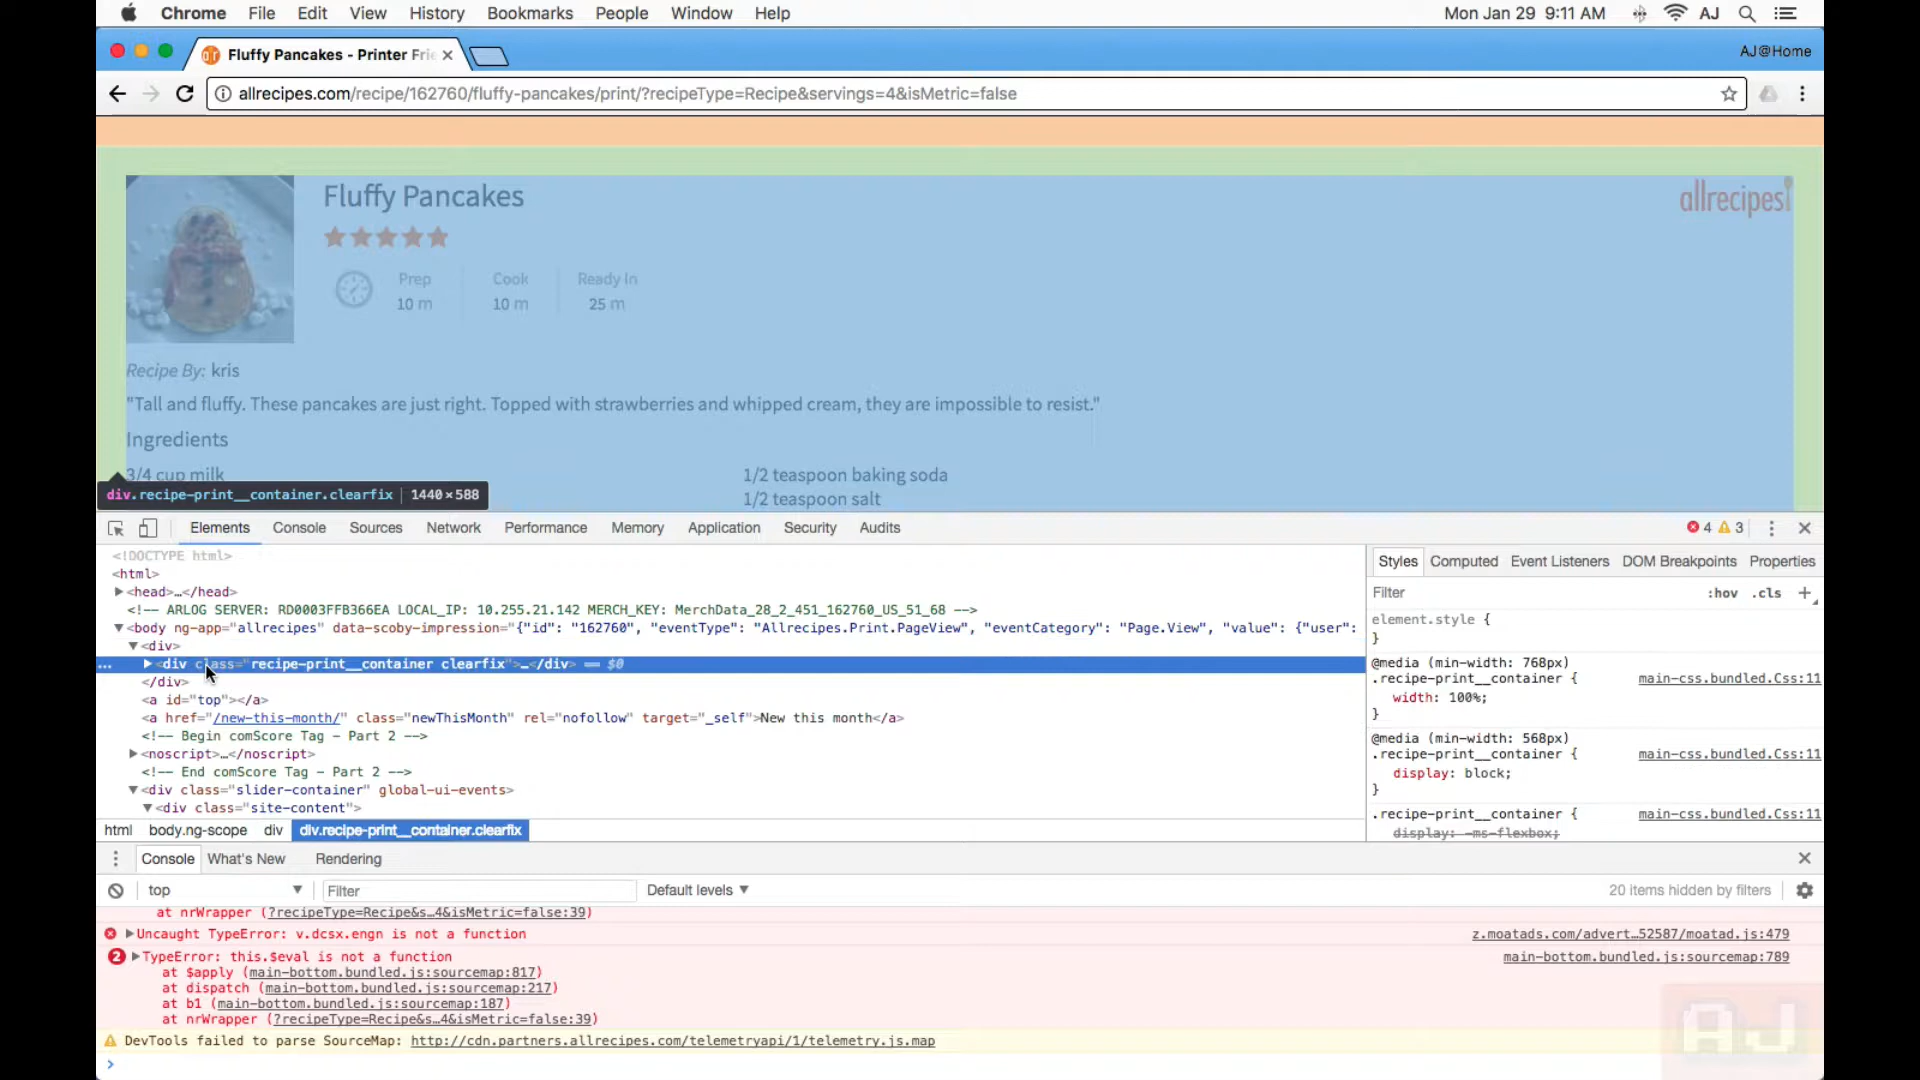 Chrome File Edit View History Bookmarks People Window Help Mon Jan 29 9:11 AM AJ
Fluffy Pancakes - Printer Frie AJ@Home
allrecipes.com/recipe/162760/fluffy-pancakes/print/?recipeType=Recipe&servings=4&isMetric=false
Fluffy Pancakes
allrecipes!
Prep Cook Ready In
10 m 10 m 25 m
Recipe By: kris
"Tall and fluffy. These pancakes are just right. Topped with strawberries and whipped cream, they are impossible to resist."
Ingredients
3/4 cup milk 1/2 teaspoon baking soda
div.recipe-print__container.clearfix 1440×588 1/2 teaspoon salt
Elements Console Sources Network Performance Memory Application Security Audits 4 3
<!DOCTYPE html>
<html>
<head>…</head>
<!-- ARLOG SERVER: RD0003FFB366EA LOCAL_IP: 10.255.21.142 MERCH_KEY: MerchData_28_2_451_162760_US_51_68 -->
<body ng-app="allrecipes" data-scoby-impression="{"id": "162760", "eventType": "Allrecipes.Print.PageView", "eventCategory": "Page.View", "value": {"user":
<div>
… <div class="recipe-print__container clearfix">…</div> == $0
</div>
<a id="top"></a>
<a href="/new-this-month/" class="newThisMonth" rel="nofollow" target="_self">New this month</a>
<!-- Begin comScore Tag - Part 2 -->
<noscript>…</noscript>
<!-- End comScore Tag - Part 2 -->
<div class="slider-container" global-ui-events>
<div class="site-content">
html body.ng-scope div div.recipe-print__container.clearfix
Styles Computed Event Listeners DOM Breakpoints Properties
Filter :hov .cls +
element.style {
}
@media (min-width: 768px)
.recipe-print__container { main-css.bundled.Css:11
width: 100%;
}
@media (min-width: 568px)
.recipe-print__container { main-css.bundled.Css:11
display: block;
}
.recipe-print__container { main-css.bundled.Css:11
display: -ms-flexbox;
Console What's New Rendering
top Filter Default levels 20 items hidden by filters
at nrWrapper (?recipeType=Recipe&s…4&isMetric=false:39)
Uncaught TypeError: v.dcsx.engn is not a function z.moatads.com/advert…52587/moatad.js:479
2 TypeError: this.$eval is not a function main-bottom.bundled.js:sourcemap:789
at $apply (main-bottom.bundled.js:sourcemap:817)
at dispatch (main-bottom.bundled.js:sourcemap:217)
at b1 (main-bottom.bundled.js:sourcemap:187)
at nrWrapper (?recipeType=Recipe&s…4&isMetric=false:39)
DevTools failed to parse SourceMap: http://cdn.partners.allrecipes.com/telemetryapi/1/telemetry.js.map
AJ